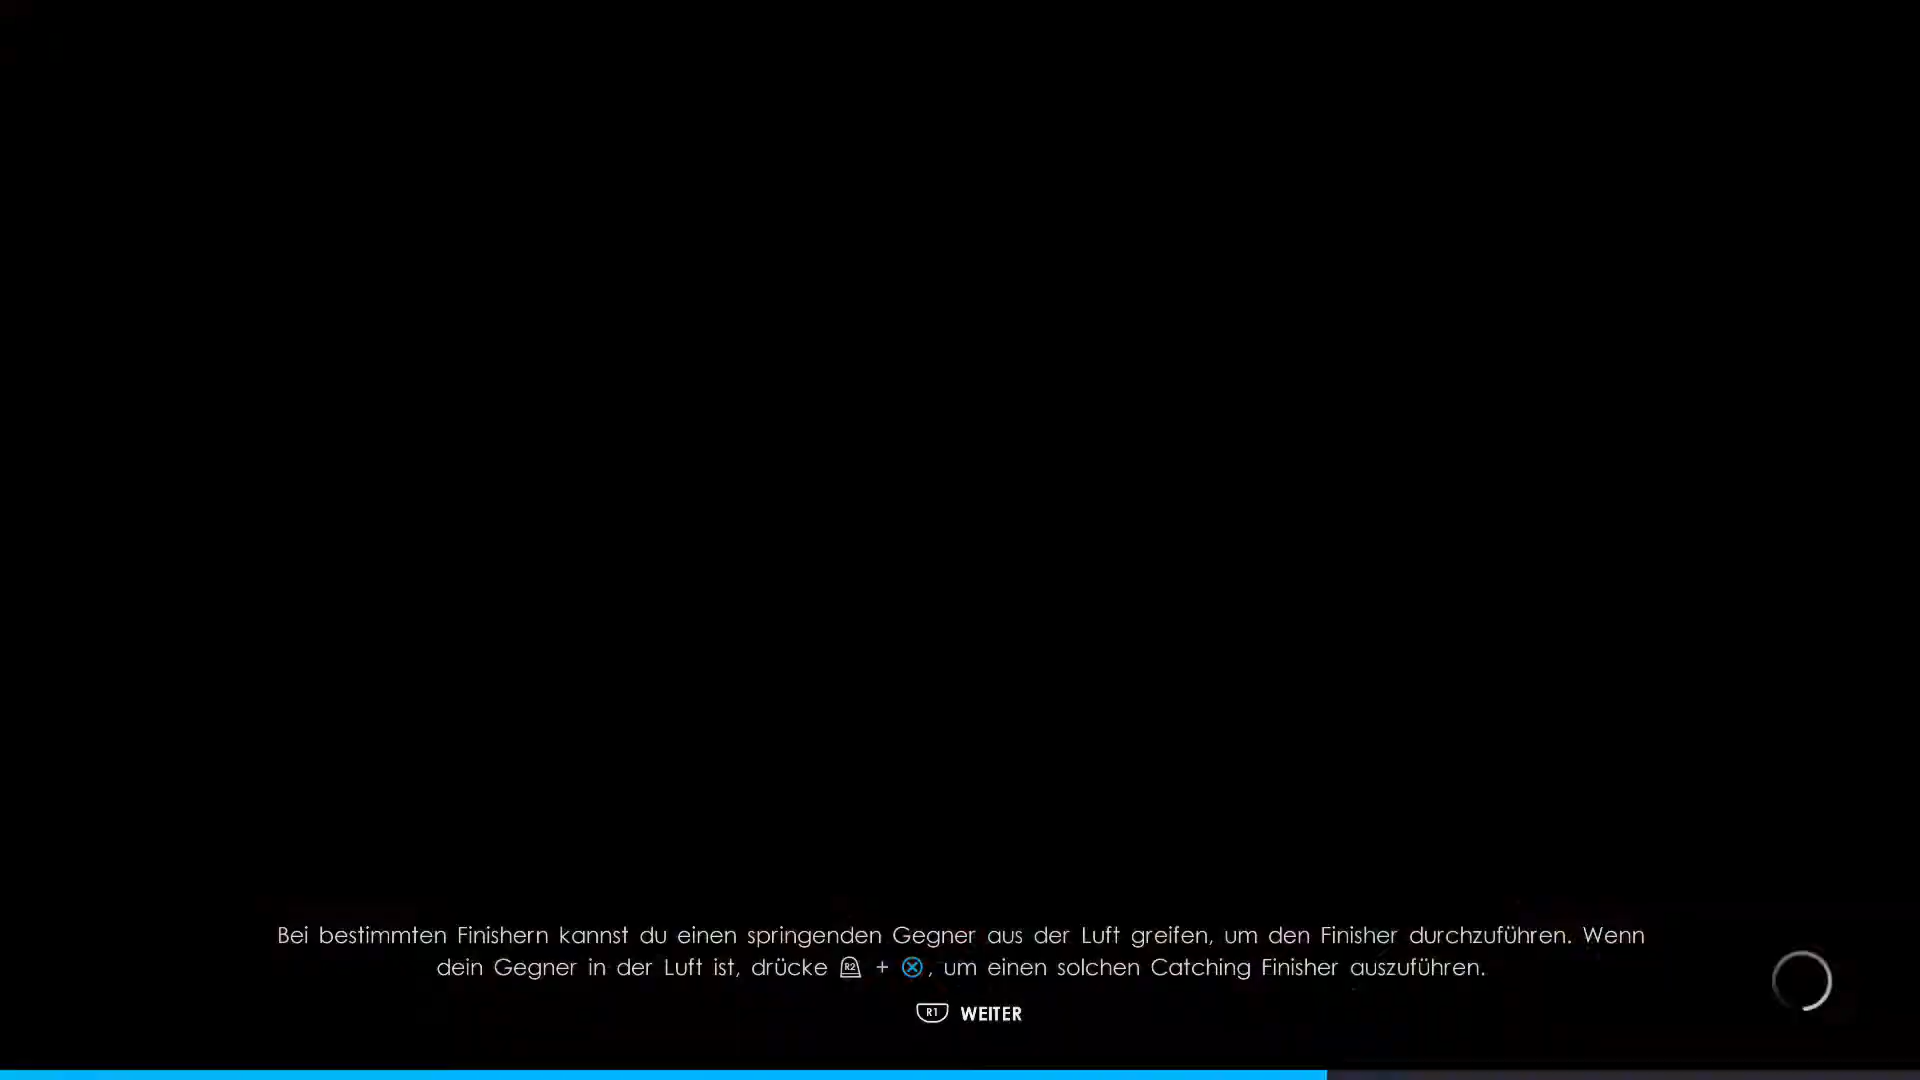 Bei bestimmten Finishern kannst du einen springenden Gegner aus der Luft greifen, um den Finisher durchzuführen. Wenn
dein Gegner in der Luft ist, drücke R2 + ⊗, um einen solchen Catching Finisher auszuführen.
R1 WEITER